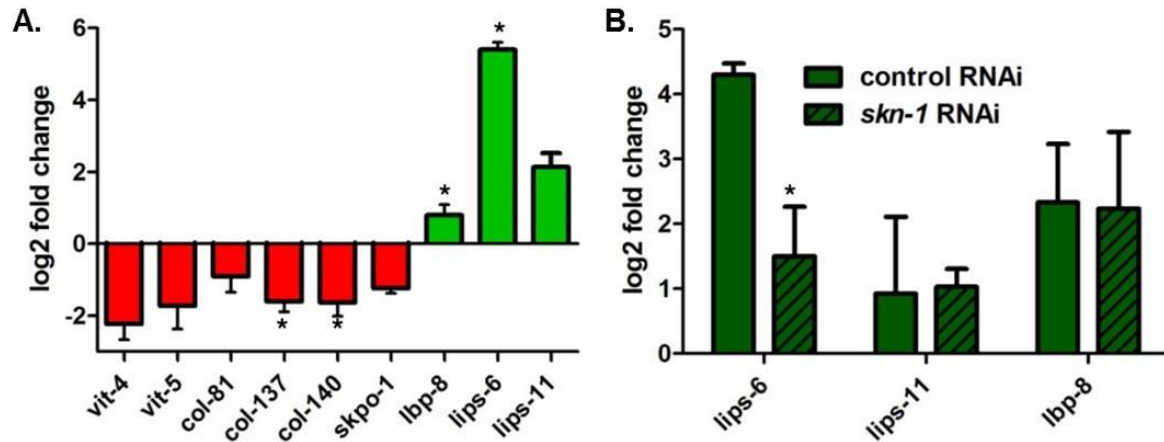 A.
log2 fold change
6
4
2
0
-2
*
*
*
*
vit-4
vit-5
col-81
col-137
col-140
skpo-1
lbp-8
lips-6
lips-11
B.
log2 fold change
5
4
3
2
1
0
control RNAi
skn-1 RNAi
*
lips-6
lips-11
lbp-8